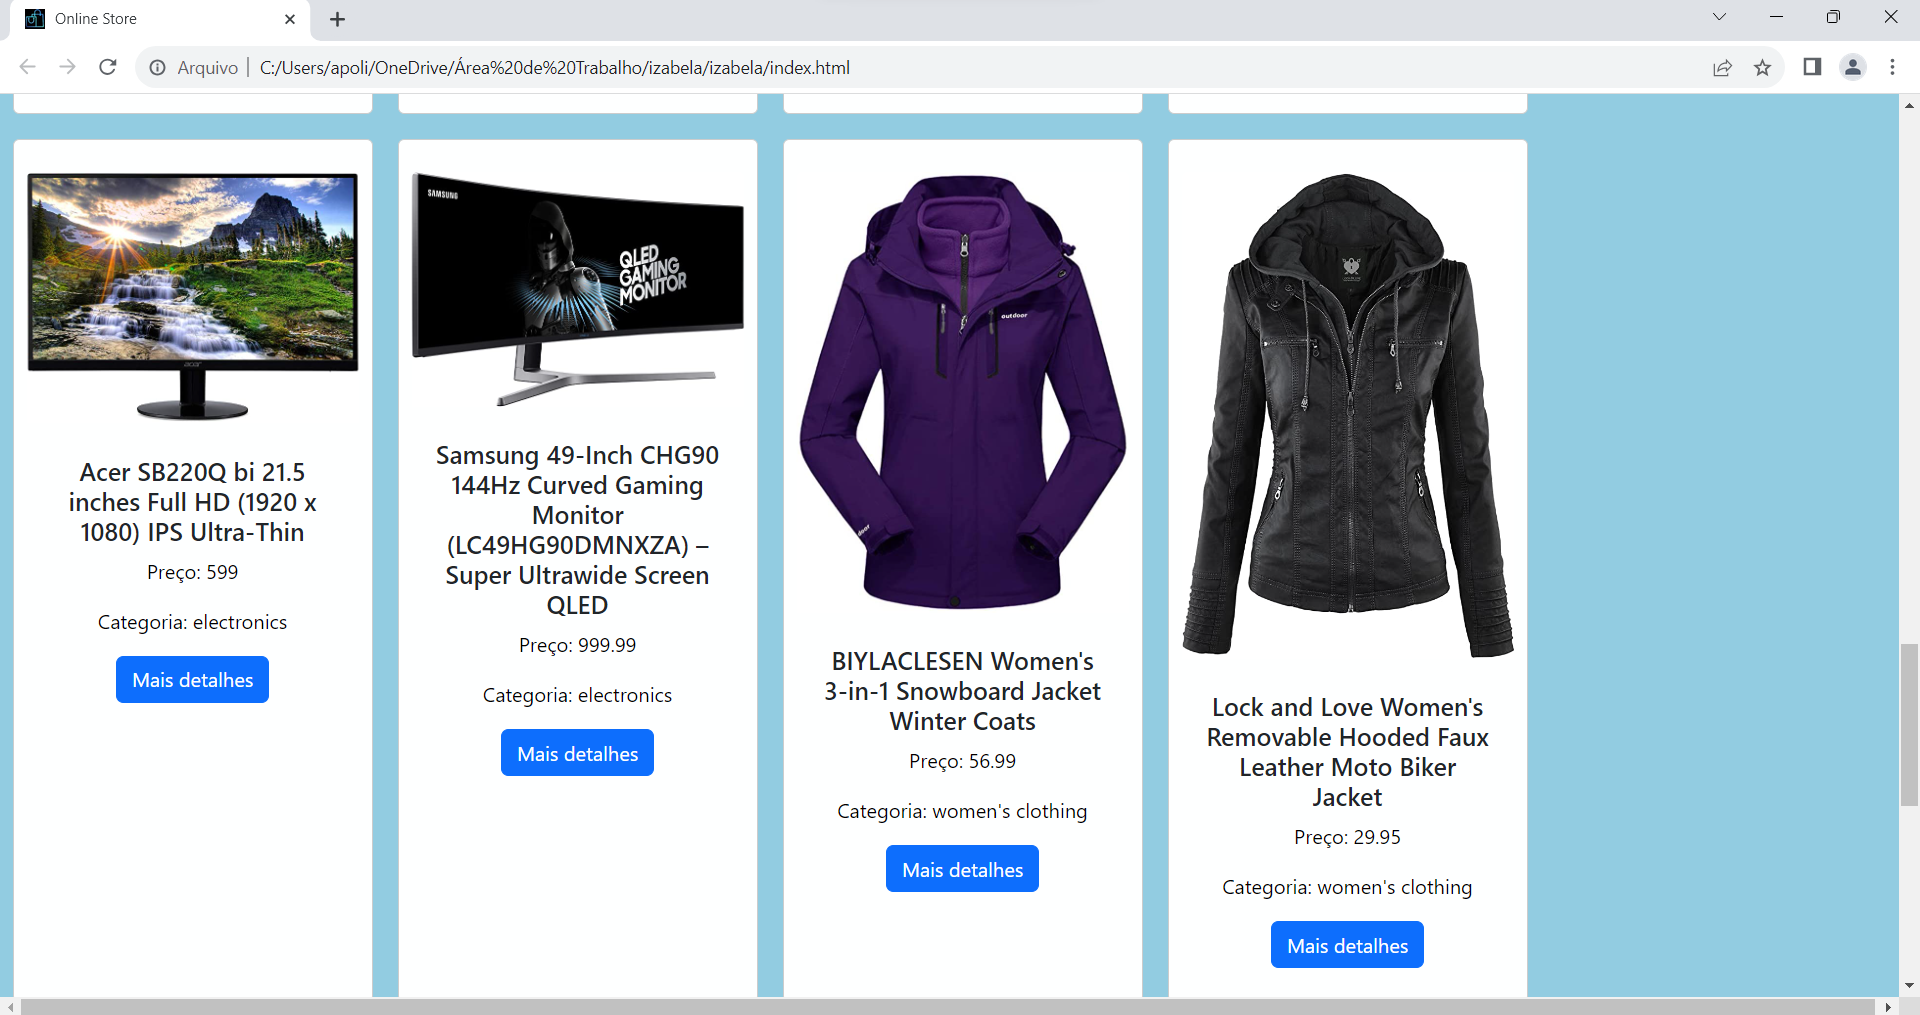 Online Store
Arquivo
C:/Users/apoli/OneDrive/Área%20de%20Trabalho/izabela/izabela/index.html
acer
Acer SB220Q bi 21.5
inches Full HD (1920 x
1080) IPS Ultra-Thin
Preço: 599
Categoria: electronics
Mais detalhes
SAMSUNG
QLED
GAMING
MONITOR
Samsung 49-Inch CHG90
144Hz Curved Gaming
Monitor
(LC49HG90DMNXZA) –
Super Ultrawide Screen
QLED
Preço: 999.99
Categoria: electronics
Mais detalhes
outdoor
BIYLACLESEN Women's
3-in-1 Snowboard Jacket
Winter Coats
Preço: 56.99
Categoria: women's clothing
Mais detalhes
Lock and Love Women's
Removable Hooded Faux
Leather Moto Biker
Jacket
Preço: 29.95
Categoria: women's clothing
Mais detalhes